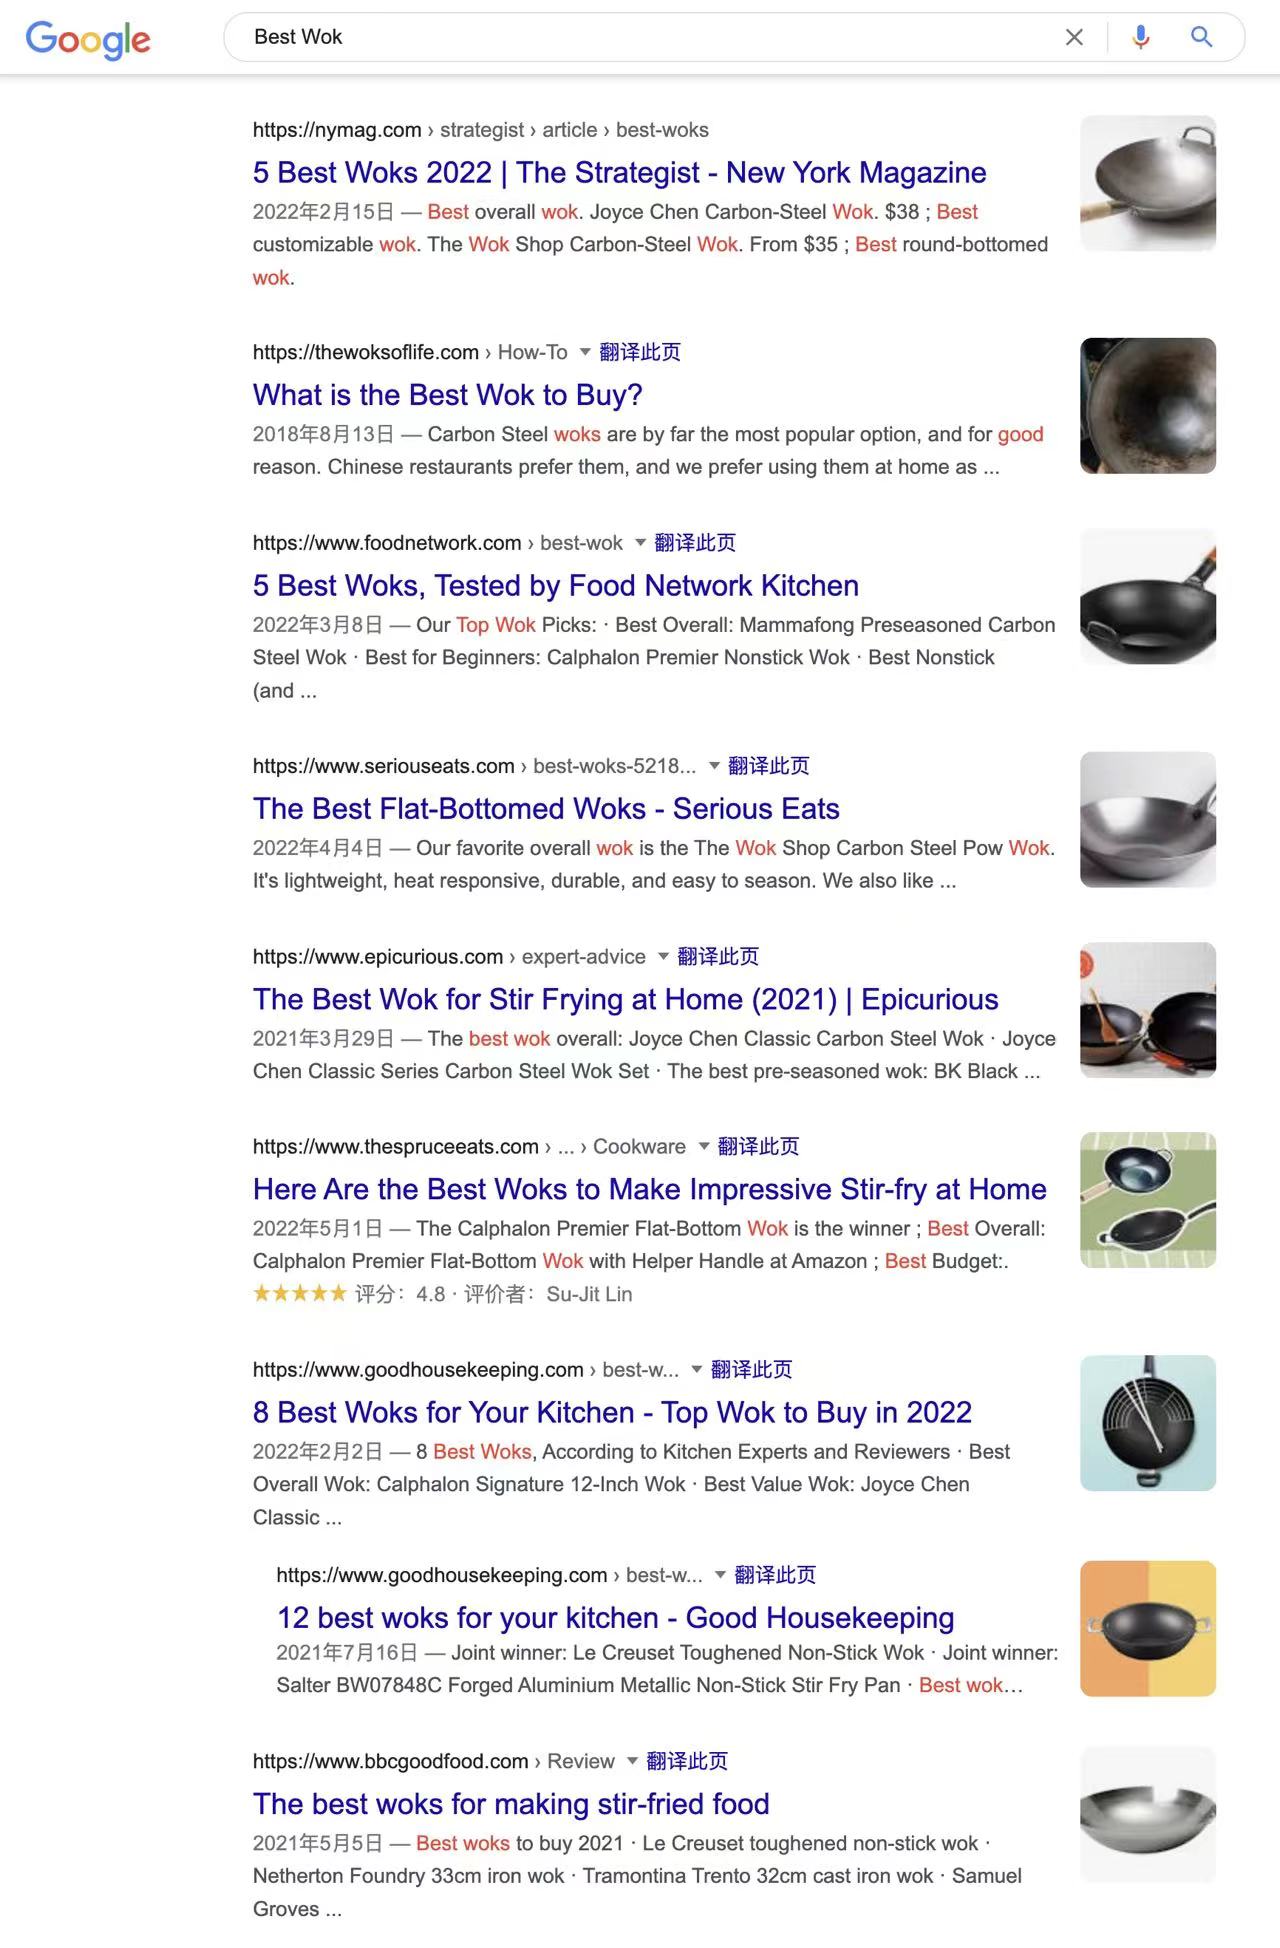 Google
Best Wok
https://nymag.com › strategist › article › best-woks
5 Best Woks 2022 | The Strategist - New York Magazine
2022年2月15日 — Best overall wok. Joyce Chen Carbon-Steel Wok. $38 ; Best
customizable wok. The Wok Shop Carbon-Steel Wok. From $35 ; Best round-bottomed
wok.
https://thewoksoflife.com › How-To 翻译此页
What is the Best Wok to Buy?
2018年8月13日 — Carbon Steel woks are by far the most popular option, and for good
reason. Chinese restaurants prefer them, and we prefer using them at home as ...
https://www.foodnetwork.com › best-wok 翻译此页
5 Best Woks, Tested by Food Network Kitchen
2022年3月8日 — Our Top Wok Picks: · Best Overall: Mammafong Preseasoned Carbon
Steel Wok · Best for Beginners: Calphalon Premier Nonstick Wok · Best Nonstick
(and ...
https://www.seriouseats.com › best-woks-5218... 翻译此页
The Best Flat-Bottomed Woks - Serious Eats
2022年4月4日 — Our favorite overall wok is the The Wok Shop Carbon Steel Pow Wok.
It's lightweight, heat responsive, durable, and easy to season. We also like ...
https://www.epicurious.com › expert-advice 翻译此页
The Best Wok for Stir Frying at Home (2021) | Epicurious
2021年3月29日 — The best wok overall: Joyce Chen Classic Carbon Steel Wok · Joyce
Chen Classic Series Carbon Steel Wok Set · The best pre-seasoned wok: BK Black ...
https://www.thespruceeats.com › ... › Cookware 翻译此页
Here Are the Best Woks to Make Impressive Stir-fry at Home
2022年5月1日 — The Calphalon Premier Flat-Bottom Wok is the winner ; Best Overall:
Calphalon Premier Flat-Bottom Wok with Helper Handle at Amazon ; Best Budget:.
★★★★★ 评分：4.8 · 评价者：Su-Jit Lin
https://www.goodhousekeeping.com › best-w... 翻译此页
8 Best Woks for Your Kitchen - Top Wok to Buy in 2022
2022年2月2日 — 8 Best Woks, According to Kitchen Experts and Reviewers · Best
Overall Wok: Calphalon Signature 12-Inch Wok · Best Value Wok: Joyce Chen
Classic ...
https://www.goodhousekeeping.com › best-w... 翻译此页
12 best woks for your kitchen - Good Housekeeping
2021年7月16日 — Joint winner: Le Creuset Toughened Non-Stick Wok · Joint winner:
Salter BW07848C Forged Aluminium Metallic Non-Stick Stir Fry Pan · Best wok...
https://www.bbcgoodfood.com › Review 翻译此页
The best woks for making stir-fried food
2021年5月5日 — Best woks to buy 2021 · Le Creuset toughened non-stick wok ·
Netherton Foundry 33cm iron wok · Tramontina Trento 32cm cast iron wok · Samuel
Groves ...